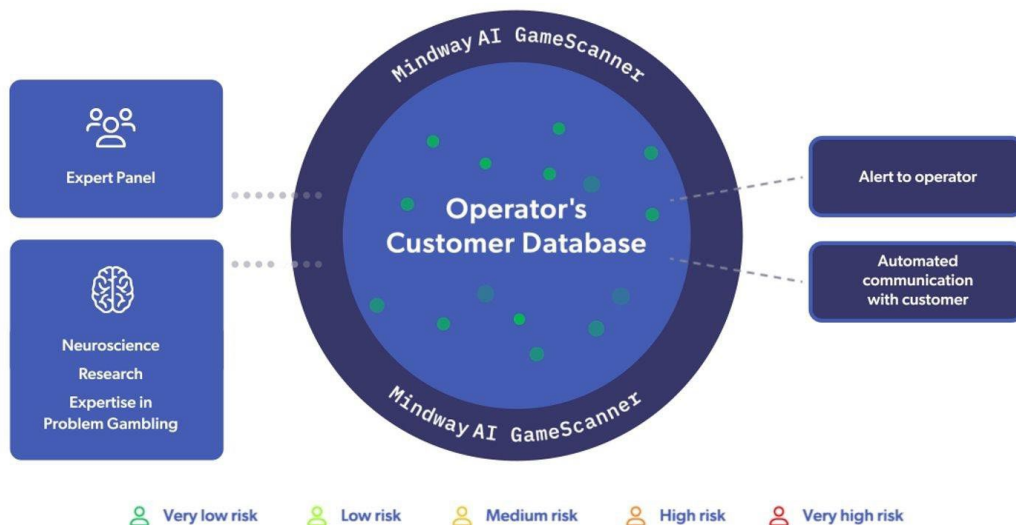 Mindway AI GameScanner
Expert Panel
Neuroscience
Research
Expertise in
Problem Gambling
Operator's
Customer Database
Alert to operator
Automated
communication
with customer
Mindway AI GameScanner
Very low risk
Low risk
Medium risk
High risk
Very high risk